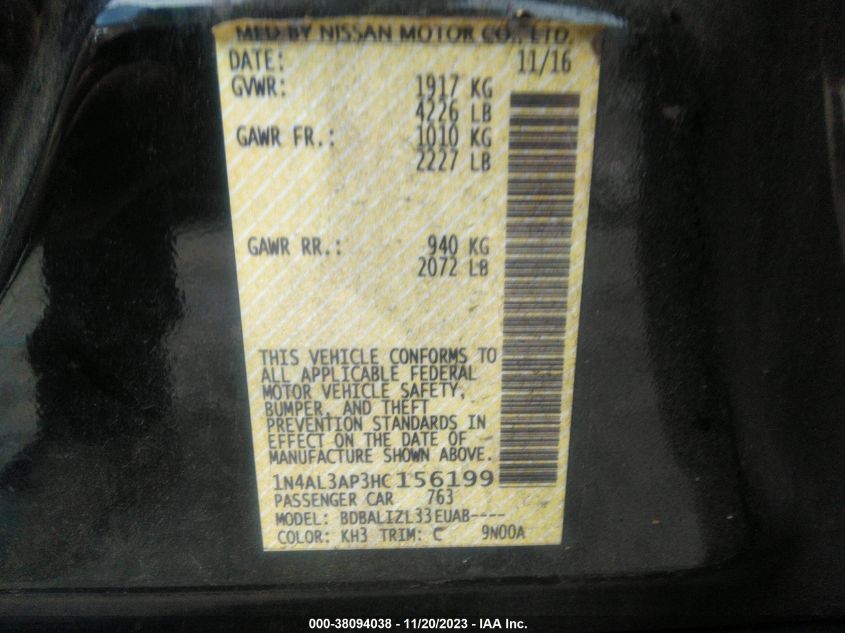 MFD BY NISSAN MOTOR CO., LTD.
DATE: 11/16
GVWR: 1917 KG
4226 LB
GAWR FR.: 1010 KG
2227 LB
GAWR RR.: 940 KG
2072 LB
THIS VEHICLE CONFORMS TO
ALL APPLICABLE FEDERAL
MOTOR VEHICLE SAFETY,
BUMPER, AND THEFT
PREVENTION STANDARDS IN
EFFECT ON THE DATE OF
MANUFACTURE SHOWN ABOVE.
1N4AL3AP3HC156199
PASSENGER CAR 763
MODEL: BDBALIZL33EUAB----
COLOR: KH3 TRIM: C 9N00A
000-38094038 - 11/20/2023 - IAA Inc.